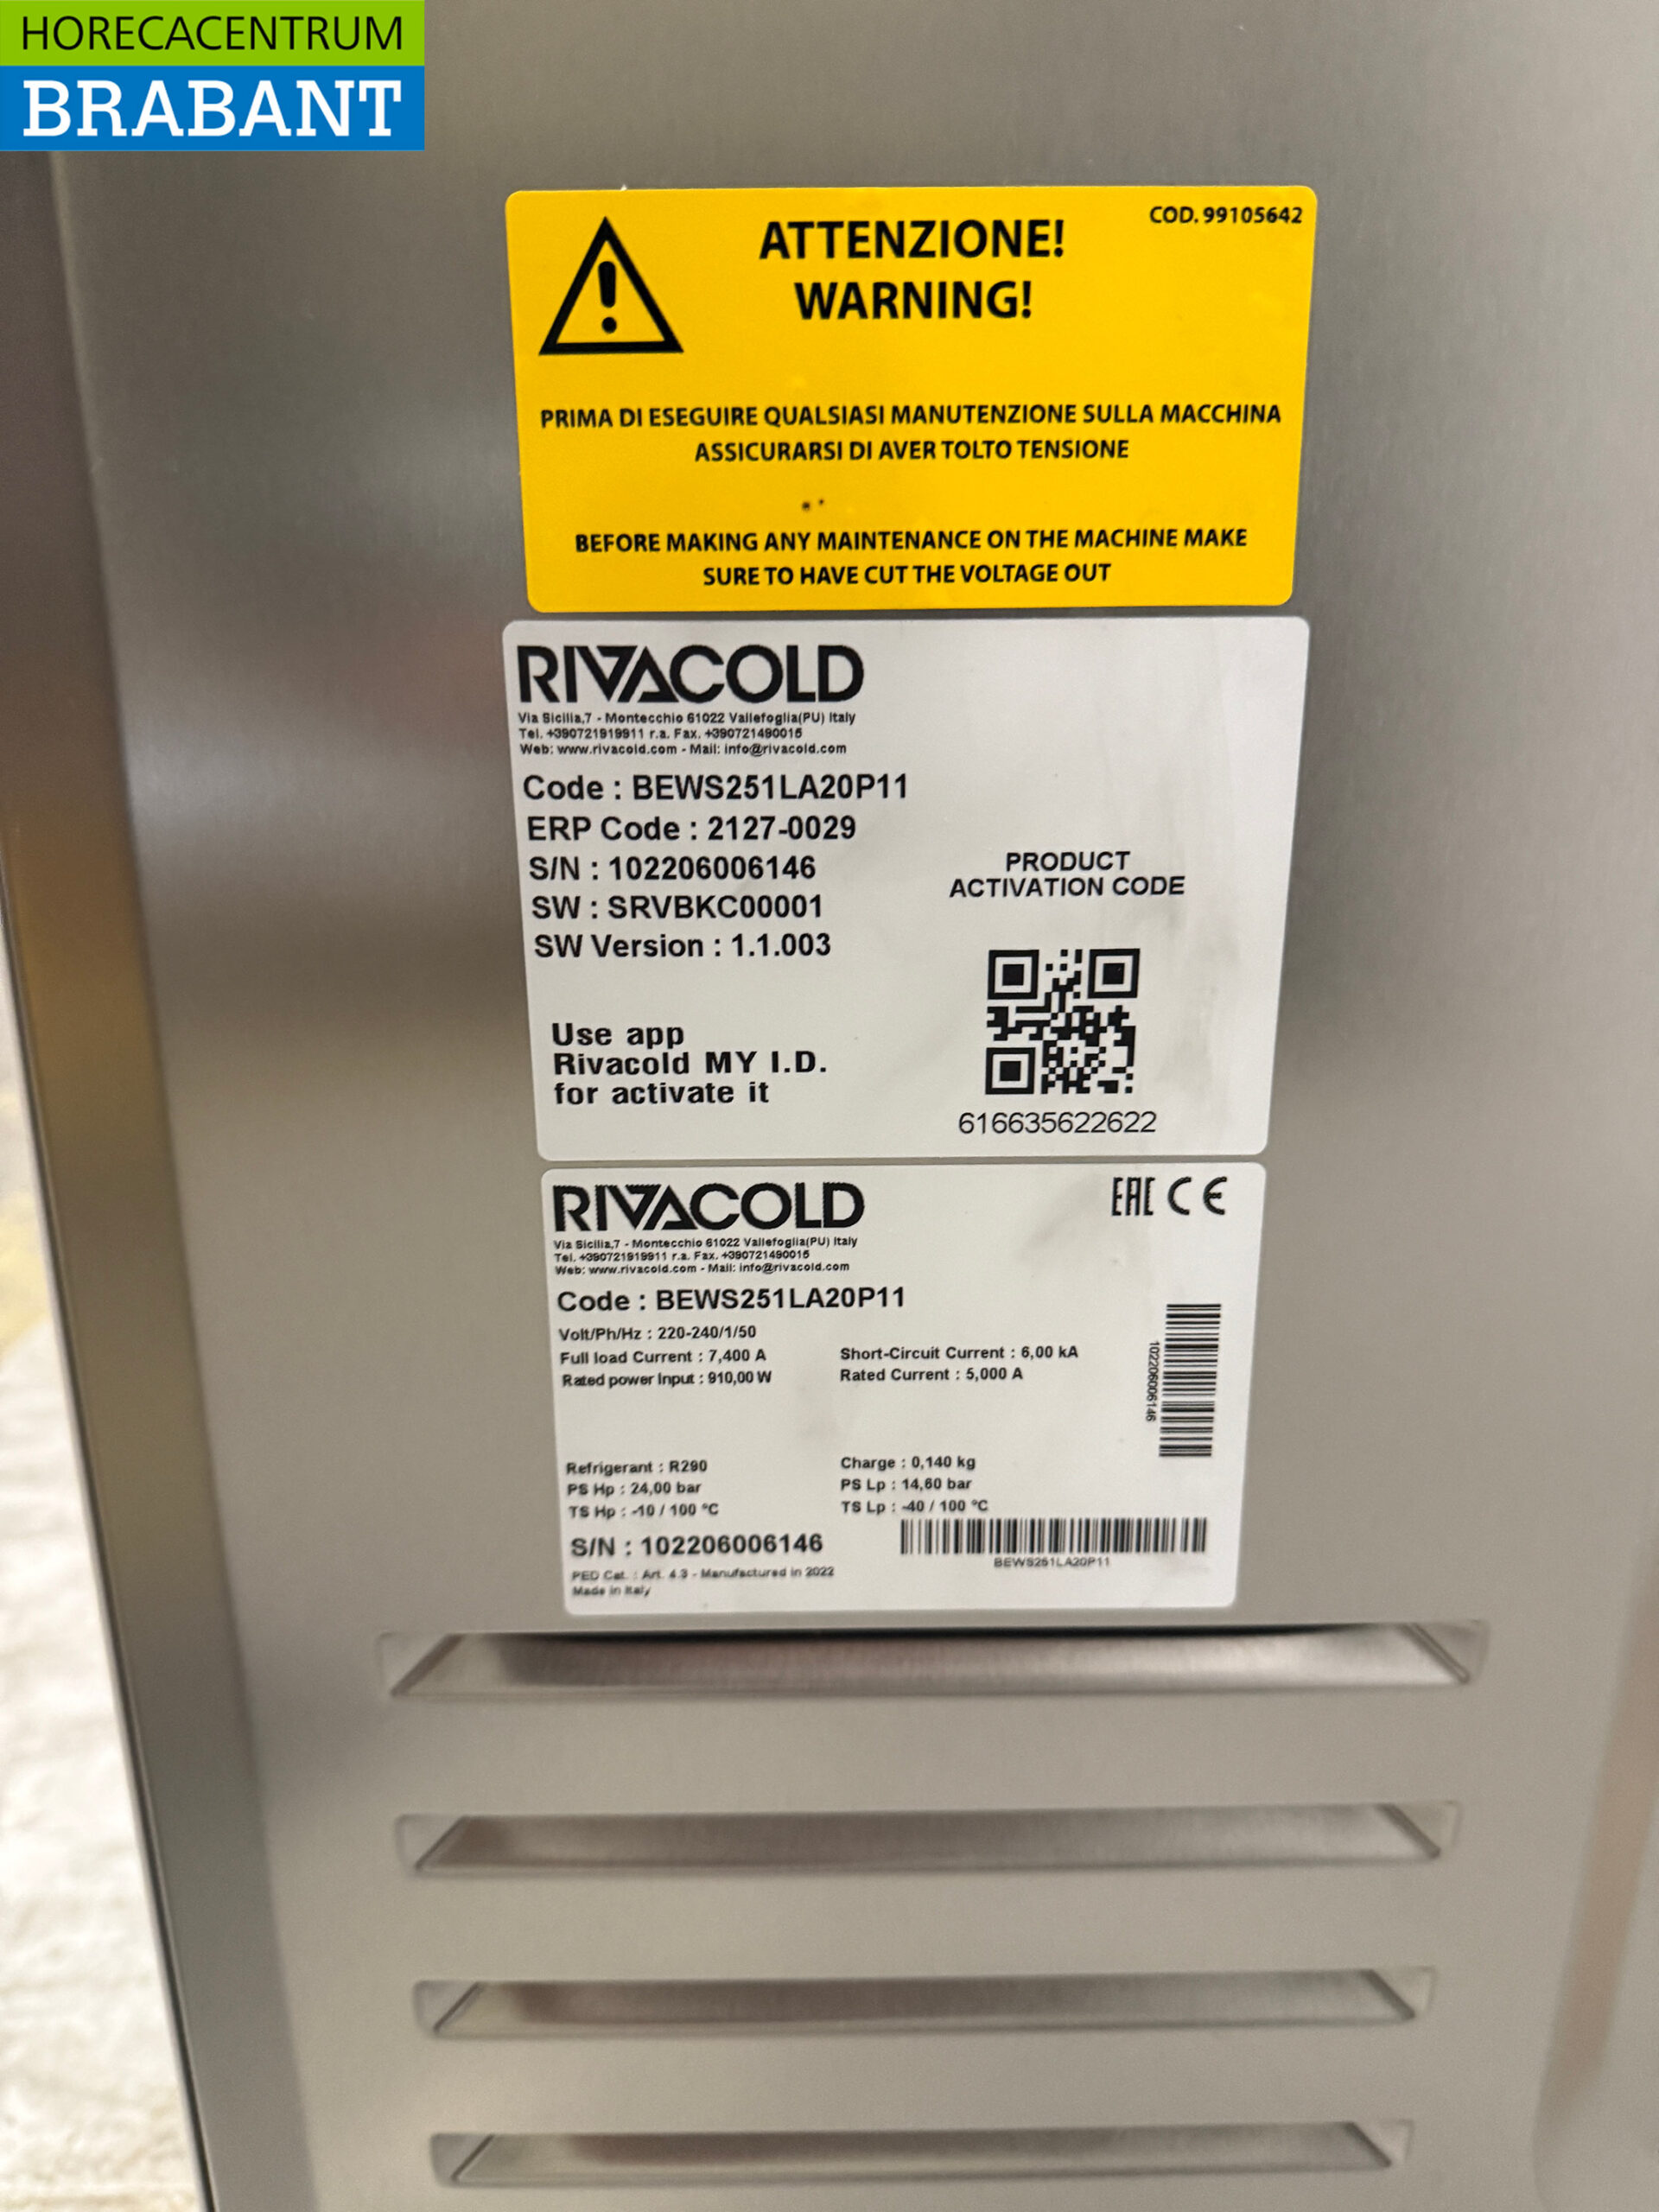 HORECACENTRUM
BRABANT
COD. 99105642
ATTENZIONE!
WARNING!
PRIMA DI ESEGUIRE QUALSIASI MANUTENZIONE SULLA MACCHINA
ASSICURARSI DI AVER TOLTO TENSIONE
BEFORE MAKING ANY MAINTENANCE ON THE MACHINE MAKE
SURE TO HAVE CUT THE VOLTAGE OUT
RIVACOLD
Via Sicilia,7 - Montecchio 61022 Vallefoglia(PU) Italy
Tel. +390721919911 r.a. Fax. +390721490015
Web: www.rivacold.com - Mail: info@rivacold.com
Code : BEWS251LA20P11
ERP Code : 2127-0029
S/N : 102206006146
SW : SRVBKC00001
SW Version : 1.1.003
PRODUCT
ACTIVATION CODE
Use app
Rivacold MY I.D.
for activate it
616635622622
RIVACOLD
EAC CE
Via Sicilia,7 - Montecchio 61022 Vallefoglia(PU) Italy
Tel. +390721919911 r.a. Fax. +390721490015
Web: www.rivacold.com - Mail: info@rivacold.com
Code : BEWS251LA20P11
Volt/Ph/Hz : 220-240/1/50
Full load Current : 7,400 A Short-Circuit Current : 6,00 kA
Rated power Input : 910,00 W Rated Current : 5,000 A
102206006146
Refrigerant : R290 Charge : 0,140 kg
PS Hp : 24,00 bar PS Lp : 14,60 bar
TS Hp : -10 / 100 °C TS Lp : -40 / 100 °C
S/N : 102206006146
BEWS251LA20P11
PED Cat. : Art. 4.3 - Manufactured in 2022
Made in Italy